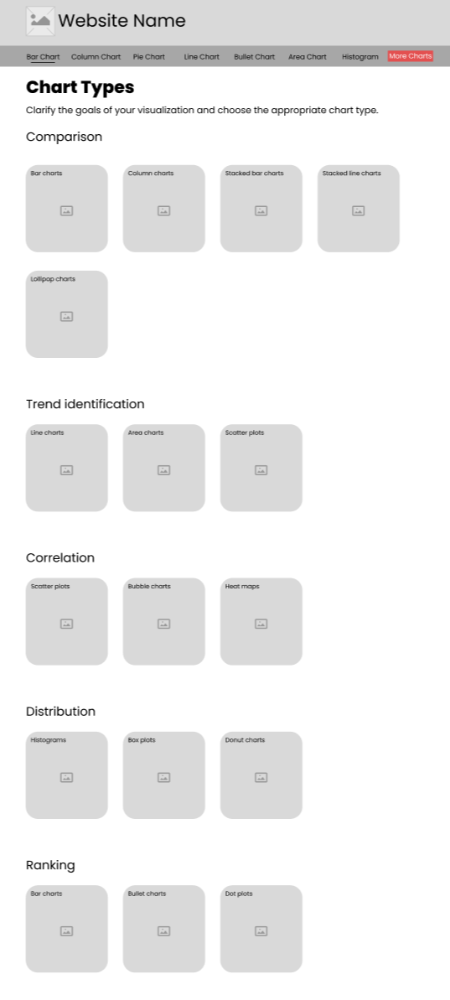 Website Name
Bar Chart Column Chart Pie Chart Line Chart Bullet Chart Area Chart Histogram More Charts
Chart Types
Clarify the goals of your visualization and choose the appropriate chart type.
Comparison
Bar charts Column charts Stacked bar charts Stacked line charts
Lollipop charts
Trend identification
Line charts Area charts Scatter plots
Correlation
Scatter plots Bubble charts Heat maps
Distribution
Histograms Box plots Donut charts
Ranking
Bar charts Bullet charts Dot plots